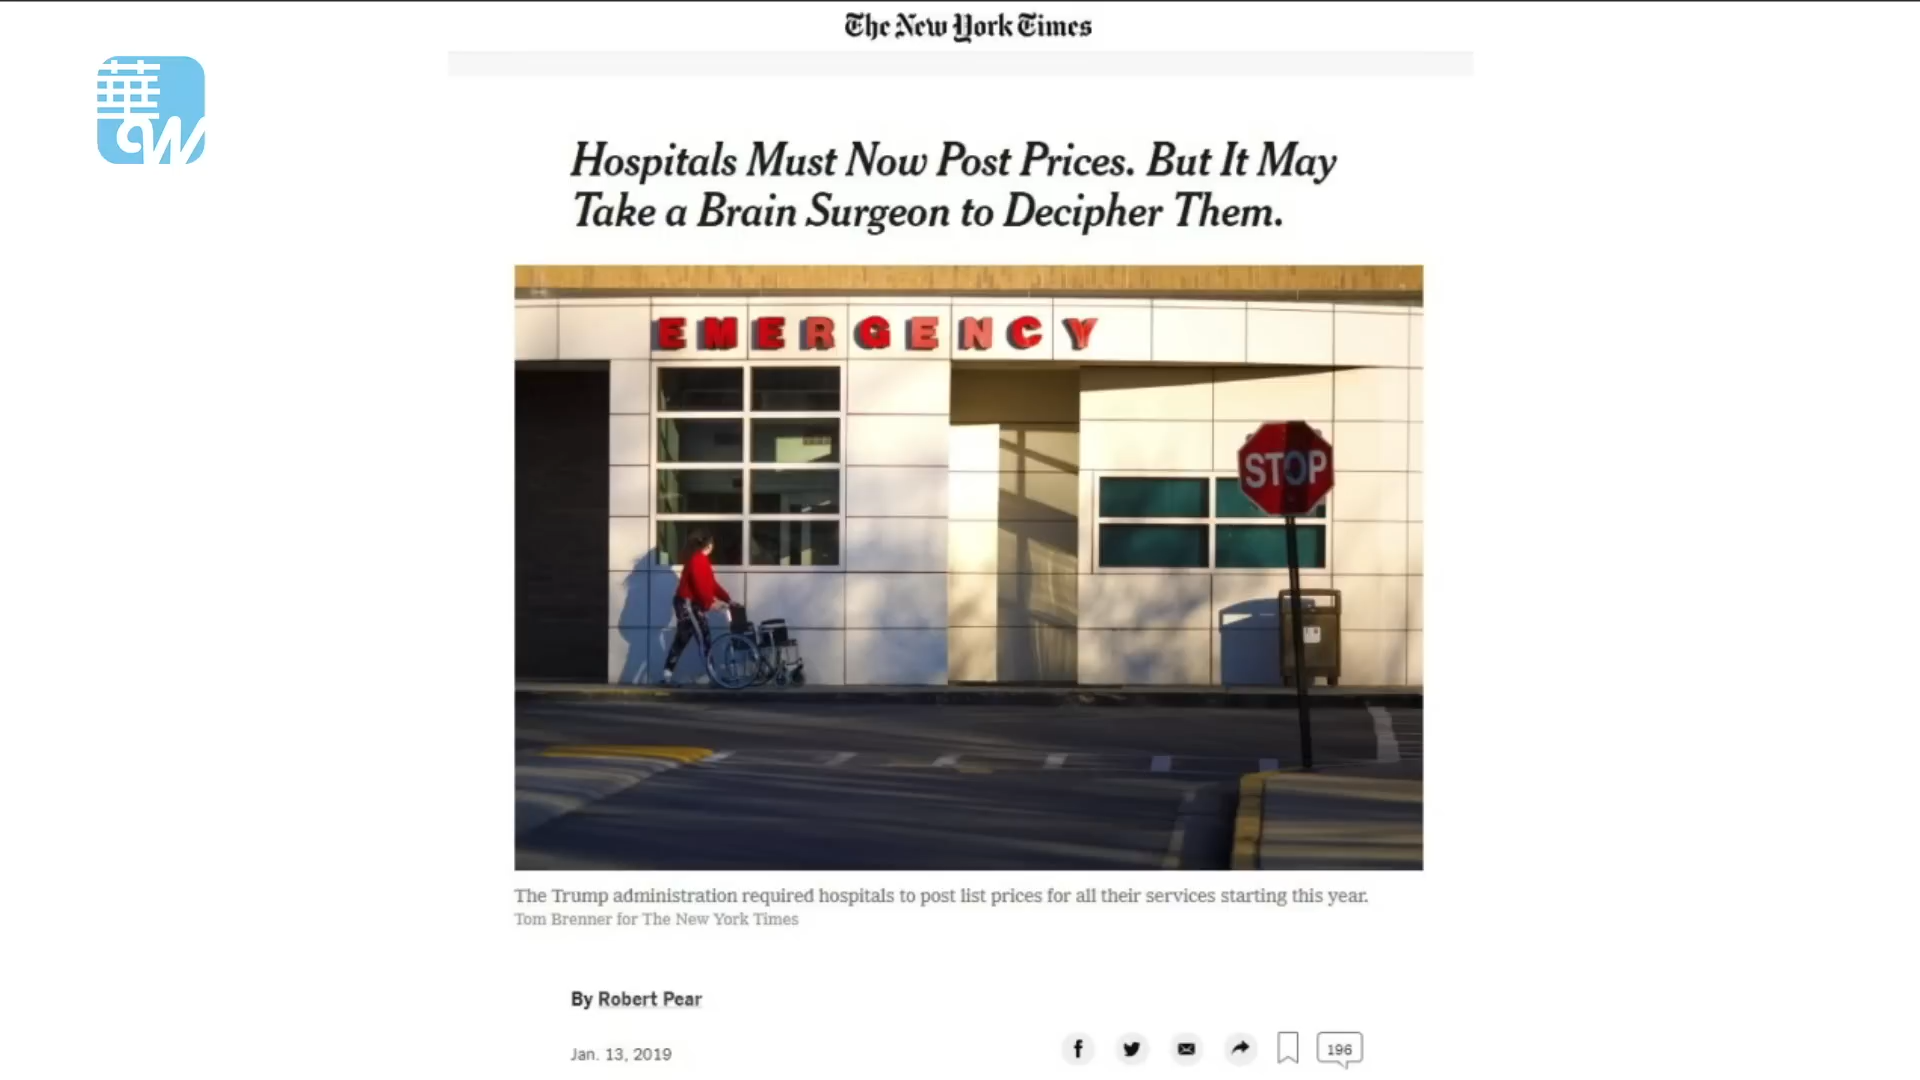 The New York Times
華
CW
Hospitals Must Now Post Prices. But It May
Take a Brain Surgeon to Decipher Them.
EMERGENCY
STOP
The Trump administration required hospitals to post list prices for all their services starting this year.
Tom Brenner for The New York Times
By Robert Pear
Jan. 13, 2019
196